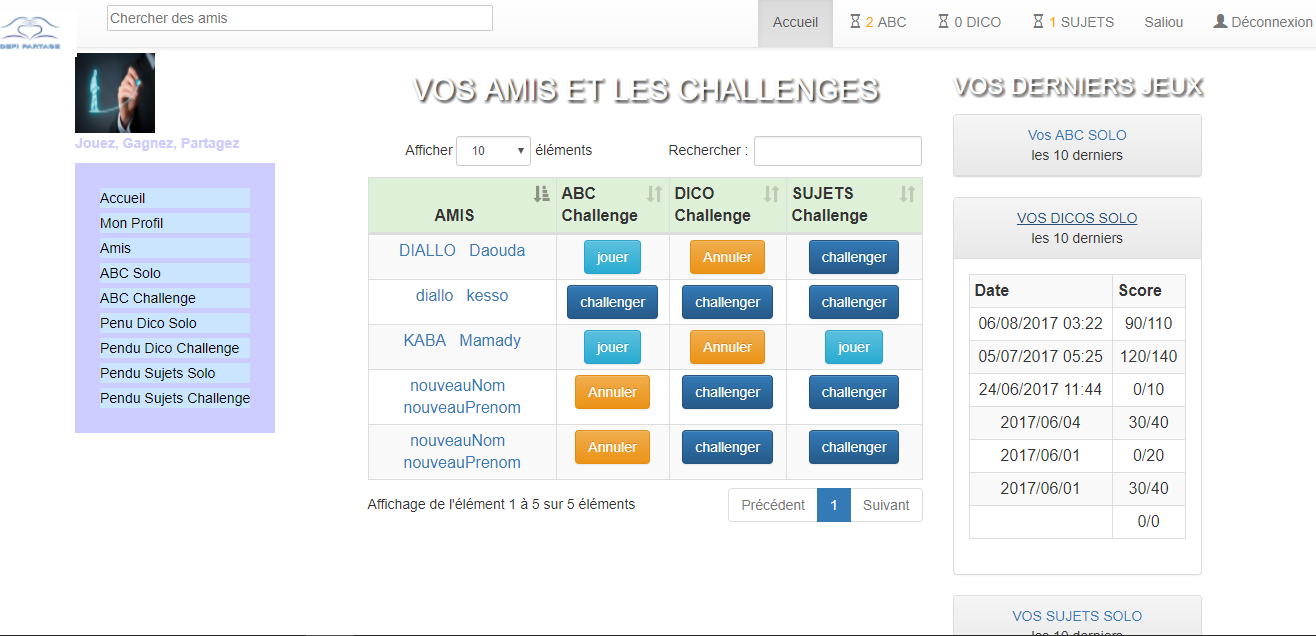 Chercher des amis
Accueil
2 ABC
0 DICO
1 SUJETS
Saliou
Déconnexion
DEFI PARTAGE
Jouez, Gagnez, Partagez
Accueil
Mon Profil
Amis
ABC Solo
ABC Challenge
Penu Dico Solo
Pendu Dico Challenge
Pendu Sujets Solo
Pendu Sujets Challenge
VOS AMIS ET LES CHALLENGES
Afficher 10 éléments
Rechercher :
AMIS
ABC Challenge
DICO Challenge
SUJETS Challenge
DIALLO Daouda
jouer
Annuler
challenger
diallo kesso
challenger
challenger
challenger
KABA Mamady
jouer
Annuler
jouer
nouveauNom
nouveauPrenom
Annuler
challenger
challenger
nouveauNom
nouveauPrenom
Annuler
challenger
challenger
Affichage de l'élément 1 à 5 sur 5 éléments
Précédent
1
Suivant
VOS DERNIERS JEUX
Vos ABC SOLO
les 10 derniers
VOS DICOS SOLO
les 10 derniers
Date Score
06/08/2017 03:22 90/110
05/07/2017 05:25 120/140
24/06/2017 11:44 0/10
2017/06/04 30/40
2017/06/01 0/20
2017/06/01 30/40
0/0
VOS SUJETS SOLO
les 10 derniers